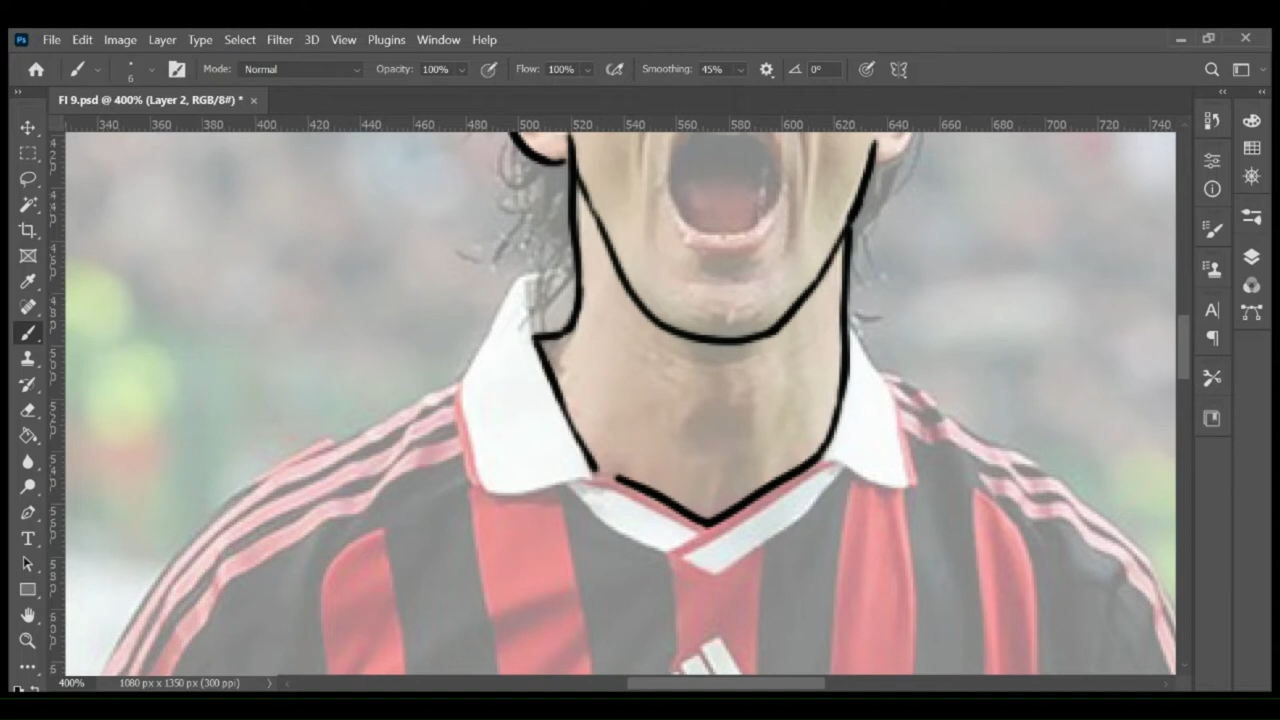 Ps File Edit Image Layer Type Select Filter 3D View Plugins Window Help
6 Mode: Normal Opacity: 100% Flow: 100% Smoothing: 45% 0°
FI 9.psd @ 400% (Layer 2, RGB/8#) * ×
340 360 380 400 420 440 460 480 500 520 540 560 580 600 620 640 660 680 700 720 740
400% 1080 px x 1350 px (300 ppi)